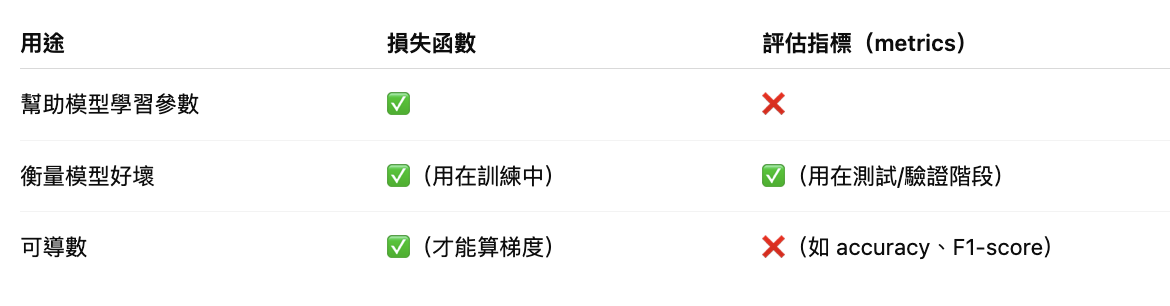 用途 損失函數 評估指標（metrics）
幫助模型學習參數 ✅ ❌
衡量模型好壞 ✅（用在訓練中） ✅（用在測試/驗證階段）
可導數 ✅（才能算梯度） ❌（如 accuracy、F1-score）